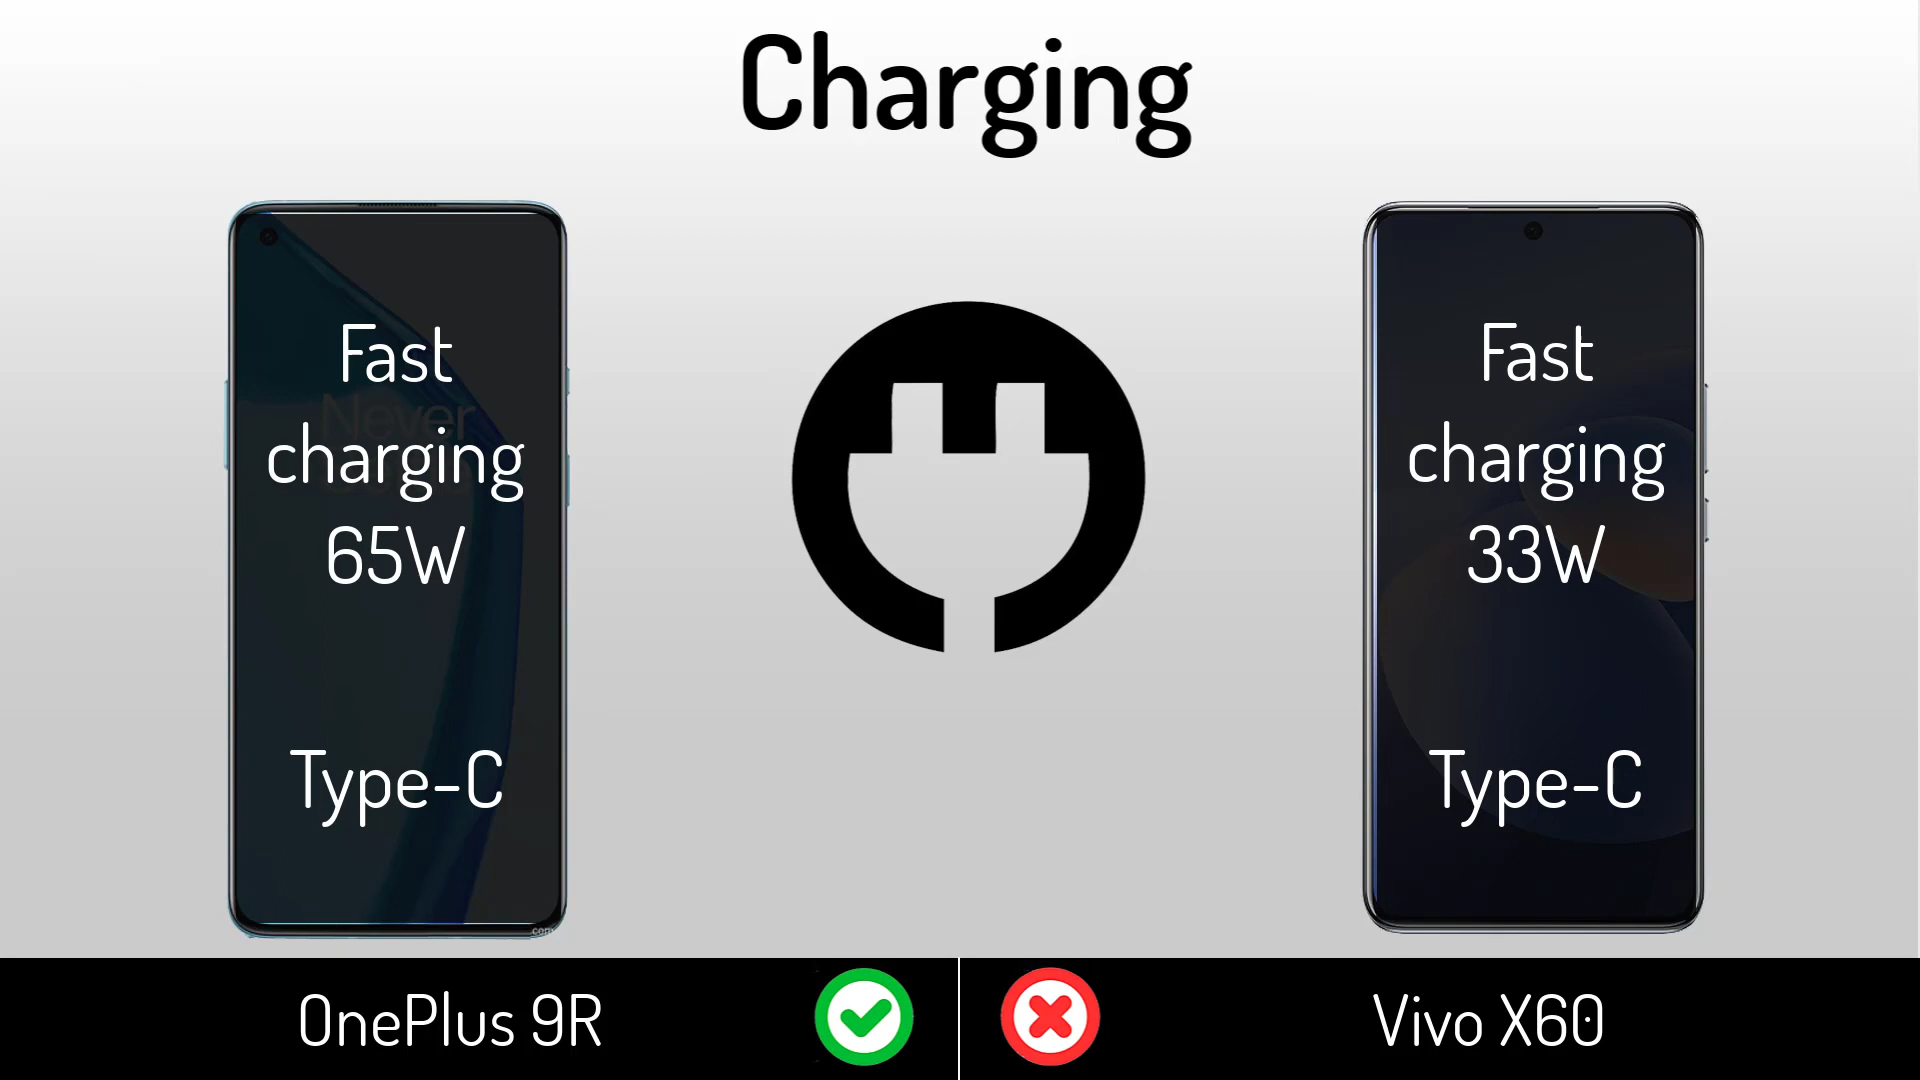 Charging
Fast
charging
65W
Type-C
Fast
charging
33W
Type-C
OnePlus 9R
Vivo X60